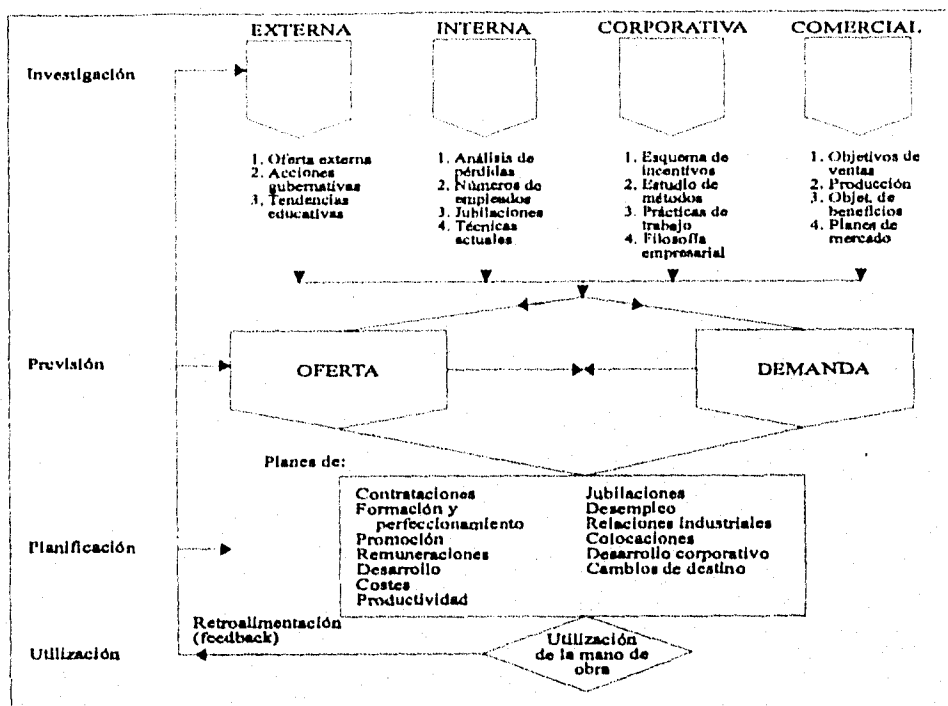 EXTERNA
INTERNA
CORPORATIVA
COMERCIAL
Investigación
1. Oferta externa
2. Acciones
gubernativas
3. Tendencias
educativas
1. Análisis de
pérdidas
2. Números de
empleados
3. Jubilaciones
4. Técnicas
actuales
1. Esquema de
incentivos
2. Estudio de
métodos
3. Prácticas de
trabajo
4. Filosofía
empresarial
1. Objetivos de
ventas
2. Producción
3. Objet. de
beneficios
4. Planes de
mercado
Previsión
OFERTA
DEMANDA
Planes de:
Planificación
Contrataciones
Formación y
perfeccionamiento
Promoción
Remuneraciones
Desarrollo
Costes
Productividad
Jubilaciones
Desempleo
Relaciones industriales
Colocaciones
Desarrollo corporativo
Cambios de destino
Retroalimentación
(feedback)
Utilización
Utilización
de la mano de
obra